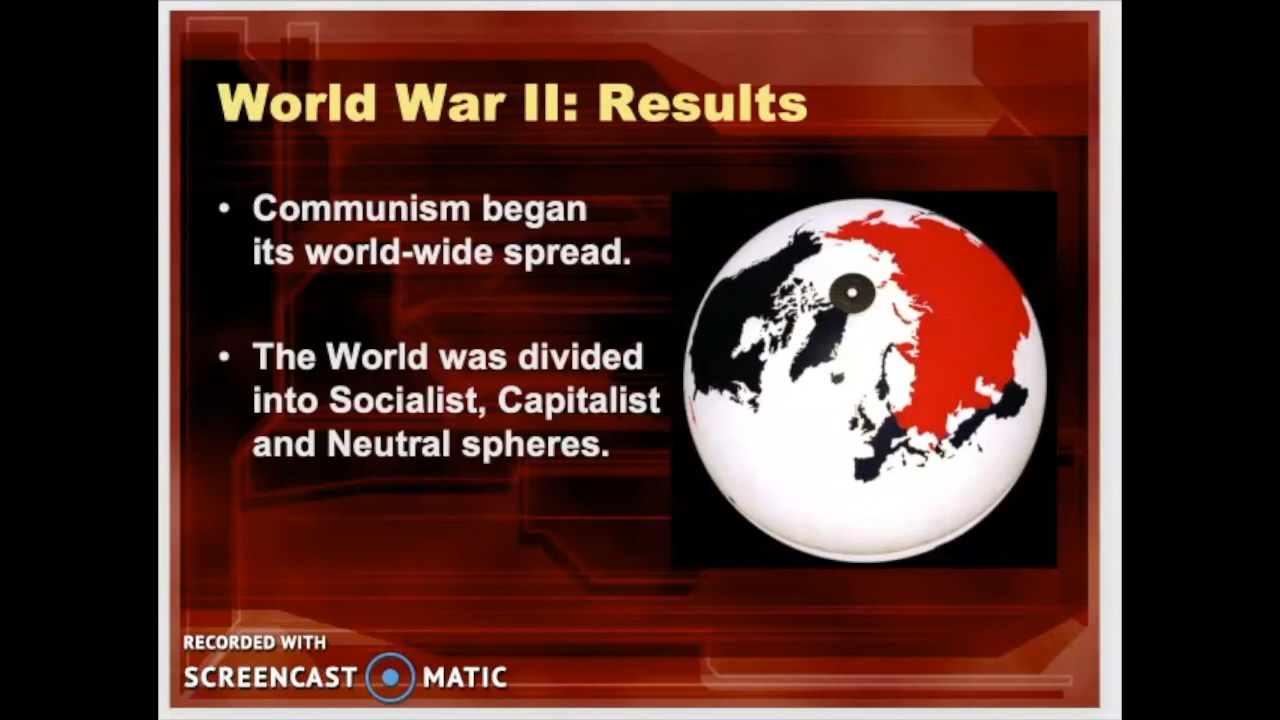 World War II: Results
• Communism began
its world-wide spread.
• The World was divided
into Socialist, Capitalist
and Neutral spheres.
RECORDED WITH
SCREENCAST MATIC